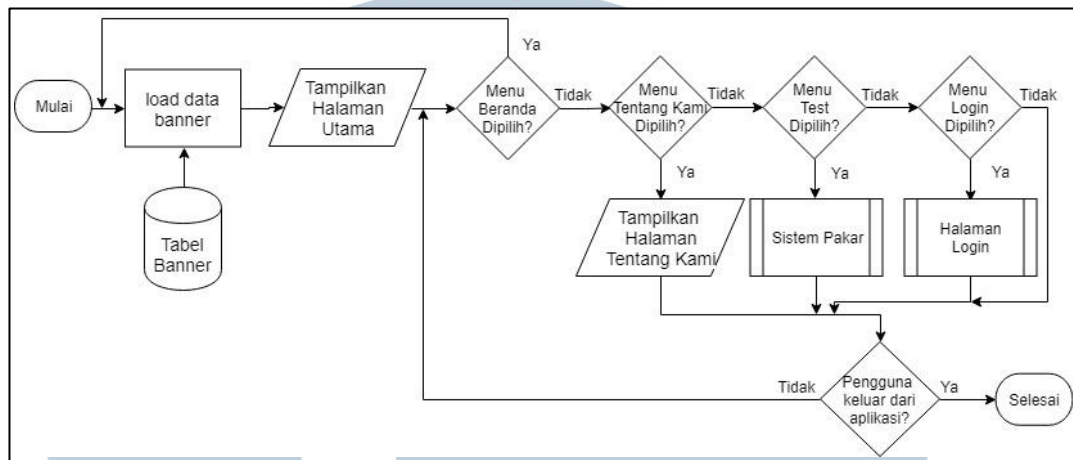 Mulai
load data
banner
Tabel
Banner
Tampilkan
Halaman
Utama
Menu
Beranda
Dipilih?
Ya
Tidak
Menu
Tentang Kami
Dipilih?
Tidak
Ya
Tampilkan
Halaman
Tentang Kami
Menu
Test
Dipilih?
Tidak
Ya
Sistem Pakar
Menu
Login
Dipilih?
Tidak
Ya
Halaman
Login
Pengguna
keluar dari
aplikasi?
Tidak
Ya
Selesai